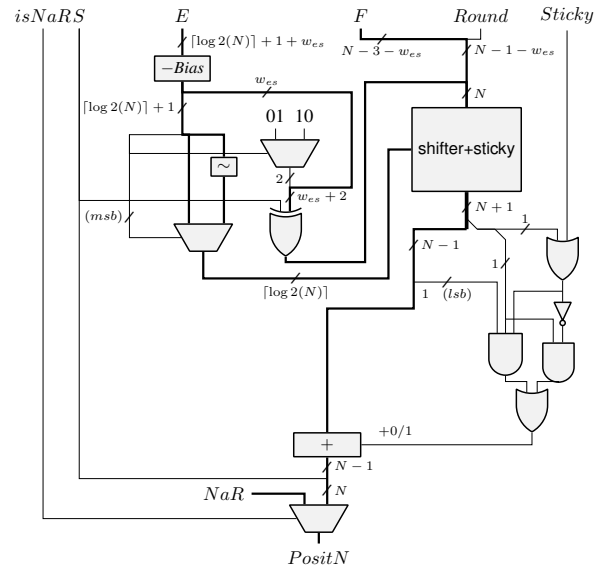 isNaR S E F Round Sticky
⌈log 2(N)⌉ + 1 + w_es
N − 3 − w_es
N − 1 − w_es
−Bias
w_es
N
⌈log 2(N)⌉ + 1
01 10
shifter+sticky
~
2
w_es + 2
N + 1
(msb)
1
N − 1
1
⌈log 2(N)⌉
1 (lsb)
+0/1
+
N − 1
NaR
N
PositN